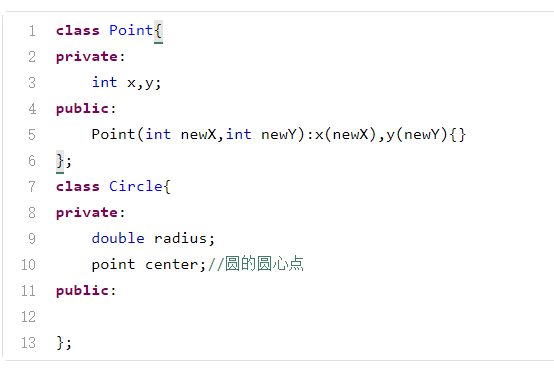 1 class Point{
2 private:
3     int x,y;
4 public:
5     Point(int newX,int newY):x(newX),y(newY){}
6 };
7 class Circle{
8 private:
9     double radius;
10     point center;//圆的圆心点
11 public:
12
13 };